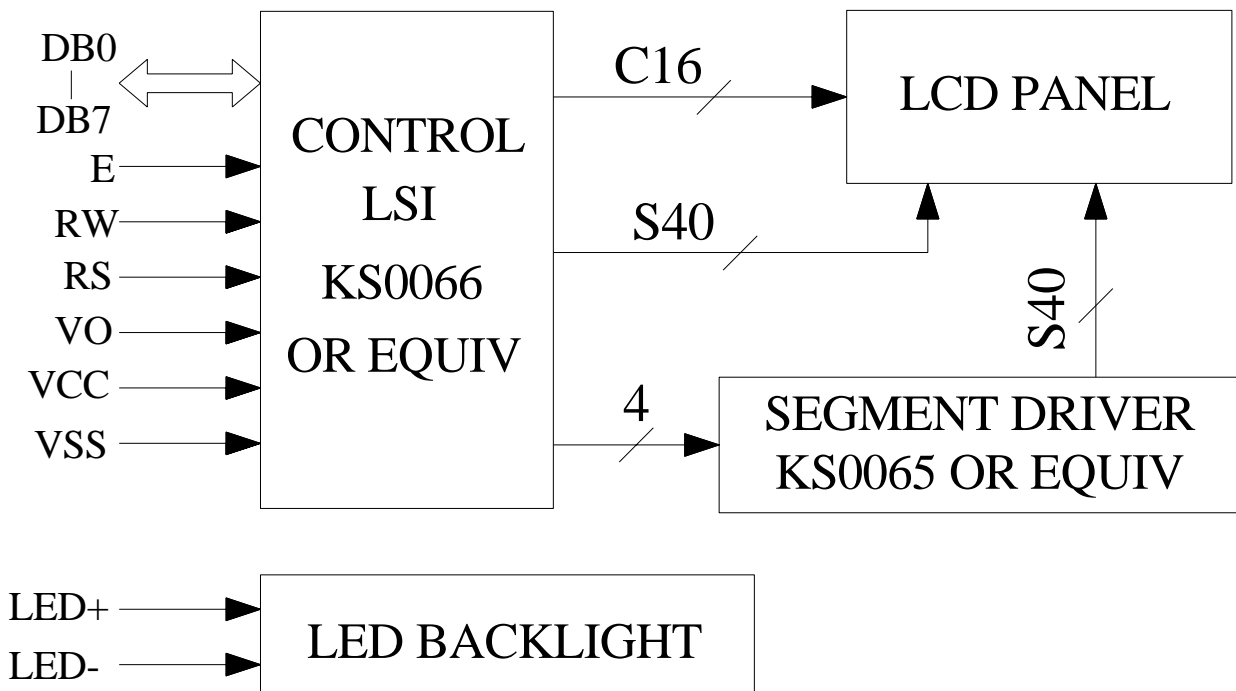 DB0
DB7
E
RW
RS
VO
VCC
VSS
CONTROL
LSI
KS0066
OR EQUIV
C16
S40
4
LCD PANEL
S40
SEGMENT DRIVER
KS0065 OR EQUIV
LED+
LED-
LED BACKLIGHT